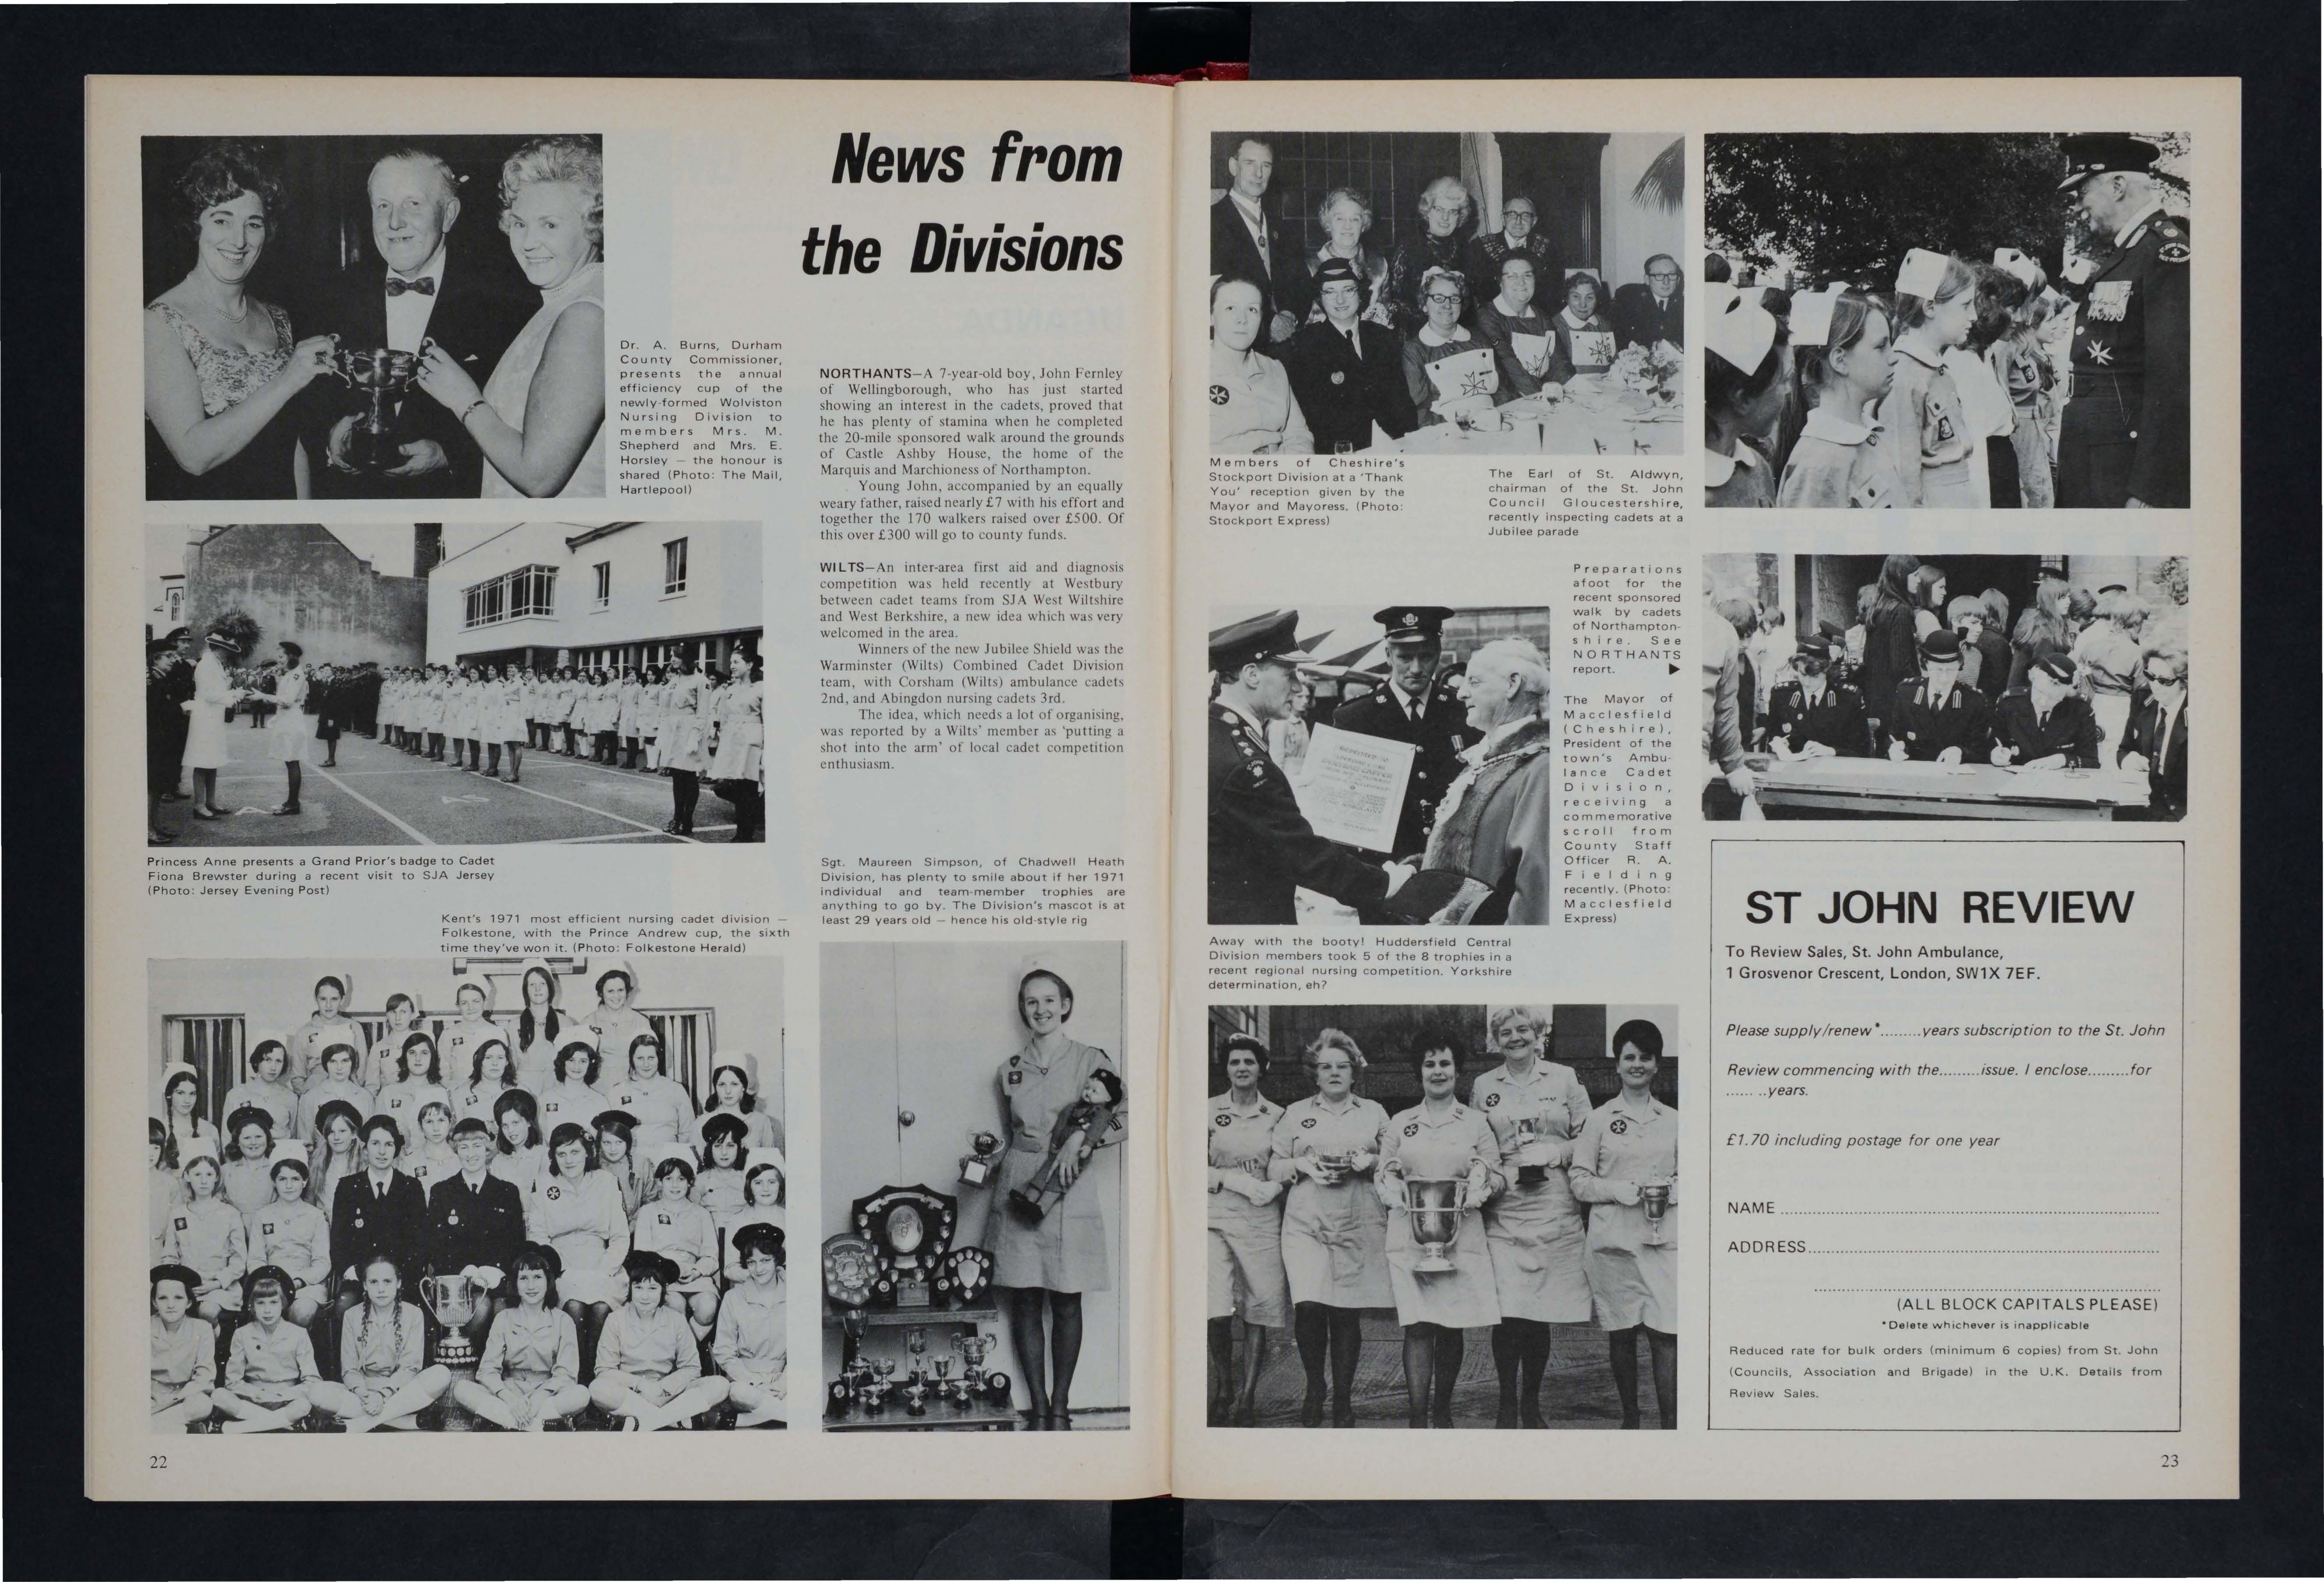 News from
the Divisions
Dr. A. Burns, Durham
County Commissioner,
presents the annual
efficiency cup of the
newly-formed Wolviston
Nursing Division to
members Mrs. M.
Shepherd and Mrs. E.
Horsley — the honour is
shared (Photo: The Mail,
Hartlepool)
NORTHANTS—A 7-year-old boy, John Fernley
of Wellingborough, who has just started
showing an interest in the cadets, proved that
he has plenty of stamina when he completed
the 20-mile sponsored walk around the grounds
of Castle Ashby House, the home of the
Marquis and Marchioness of Northampton.
Young John, accompanied by an equally
weary father, raised nearly £7 with his effort and
together the 170 walkers raised over £500. Of
this over £300 will go to county funds.
WILTS—An inter-area first aid and diagnosis
competition was held recently at Westbury
between cadet teams from SJA West Wiltshire
and West Berkshire, a new idea which was very
welcomed in the area.
Winners of the new Jubilee Shield was the
Warminster (Wilts) Combined Cadet Division
team, with Corsham (Wilts) ambulance cadets
2nd, and Abingdon nursing cadets 3rd.
The idea, which needs a lot of organising,
was reported by a Wilts' member as 'putting a
shot into the arm' of local cadet competition
enthusiasm.
Princess Anne presents a Grand Prior's badge to Cadet
Fiona Brewster during a recent visit to SJA Jersey
(Photo: Jersey Evening Post)
Kent's 1971 most efficient nursing cadet division —
Folkestone, with the Prince Andrew cup, the sixth
time they've won it. (Photo: Folkestone Herald)
Sgt. Maureen Simpson, of Chadwell Heath
Division, has plenty to smile about if her 1971
individual and team-member trophies are
anything to go by. The Division's mascot is at
least 29 years old — hence his old-style rig
22
Members of Cheshire's
Stockport Division at a 'Thank
You' reception given by the
Mayor and Mayoress. (Photo:
Stockport Express)
The Earl of St. Aldwyn,
chairman of the St. John
Council Gloucestershire,
recently inspecting cadets at a
Jubilee parade
Preparations
afoot for the
recent sponsored
walk by cadets
of Northampton-
shire. See
NORTHANTS
report. ▶
The Mayor of
Macclesfield
(Cheshire),
President of the
town's Ambu-
lance Cadet
Division,
receiving a
commemorative
scroll from
County Staff
Officer R. A.
Fielding
recently. (Photo:
Macclesfield
Express)
Away with the booty! Huddersfield Central
Division members took 5 of the 8 trophies in a
recent regional nursing competition. Yorkshire
determination, eh?
ST JOHN REVIEW
To Review Sales, St. John Ambulance,
1 Grosvenor Crescent, London, SW1X 7EF.
Please supply/renew*.........years subscription to the St. John
Review commencing with the.........issue. I enclose.........for
........years.
£1.70 including postage for one year
NAME ..........................................................................
ADDRESS....................................................................
....................................................................
(ALL BLOCK CAPITALS PLEASE)
*Delete whichever is inapplicable
Reduced rate for bulk orders (minimum 6 copies) from St. John
(Councils, Association and Brigade) in the U.K. Details from
Review Sales.
23